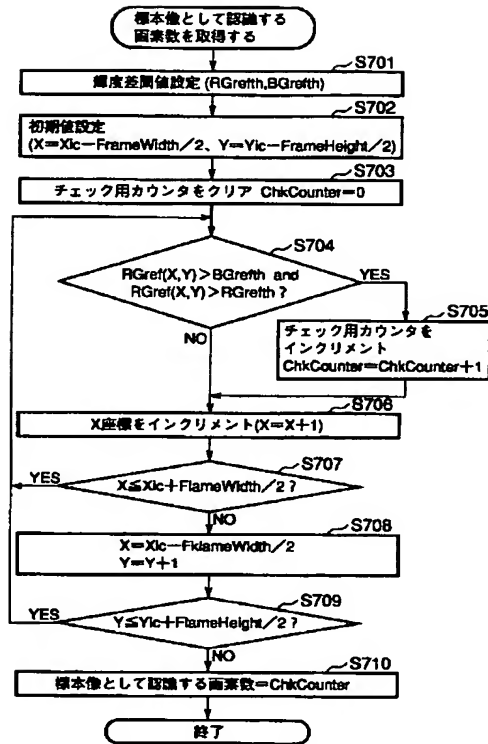 標本像として認識する
画素数を取得する
S701
輝度差閾値設定 (RGrefth,BGrefth)
S702
初期値設定
(X=Xic−FrameWidth/2、Y=Yic−FrameHeight/2)
S703
チェック用カウンタをクリア ChkCounter=0
S704
RGref(X,Y)>BGrefth and
RGref(X,Y)>RGrefth ?
YES
NO
S705
チェック用カウンタを
インクリメント
ChkCounter=ChkCounter+1
S706
X座標をインクリメント(X=X+1)
S707
YES
X≦Xic+FlameWidth/2 ?
NO
S708
X=Xic−FklameWidth/2
Y=Y+1
S709
YES
Y≦Yic+FlameHeight/2 ?
NO
S710
標本像として認識する画素数=ChkCounter
終了